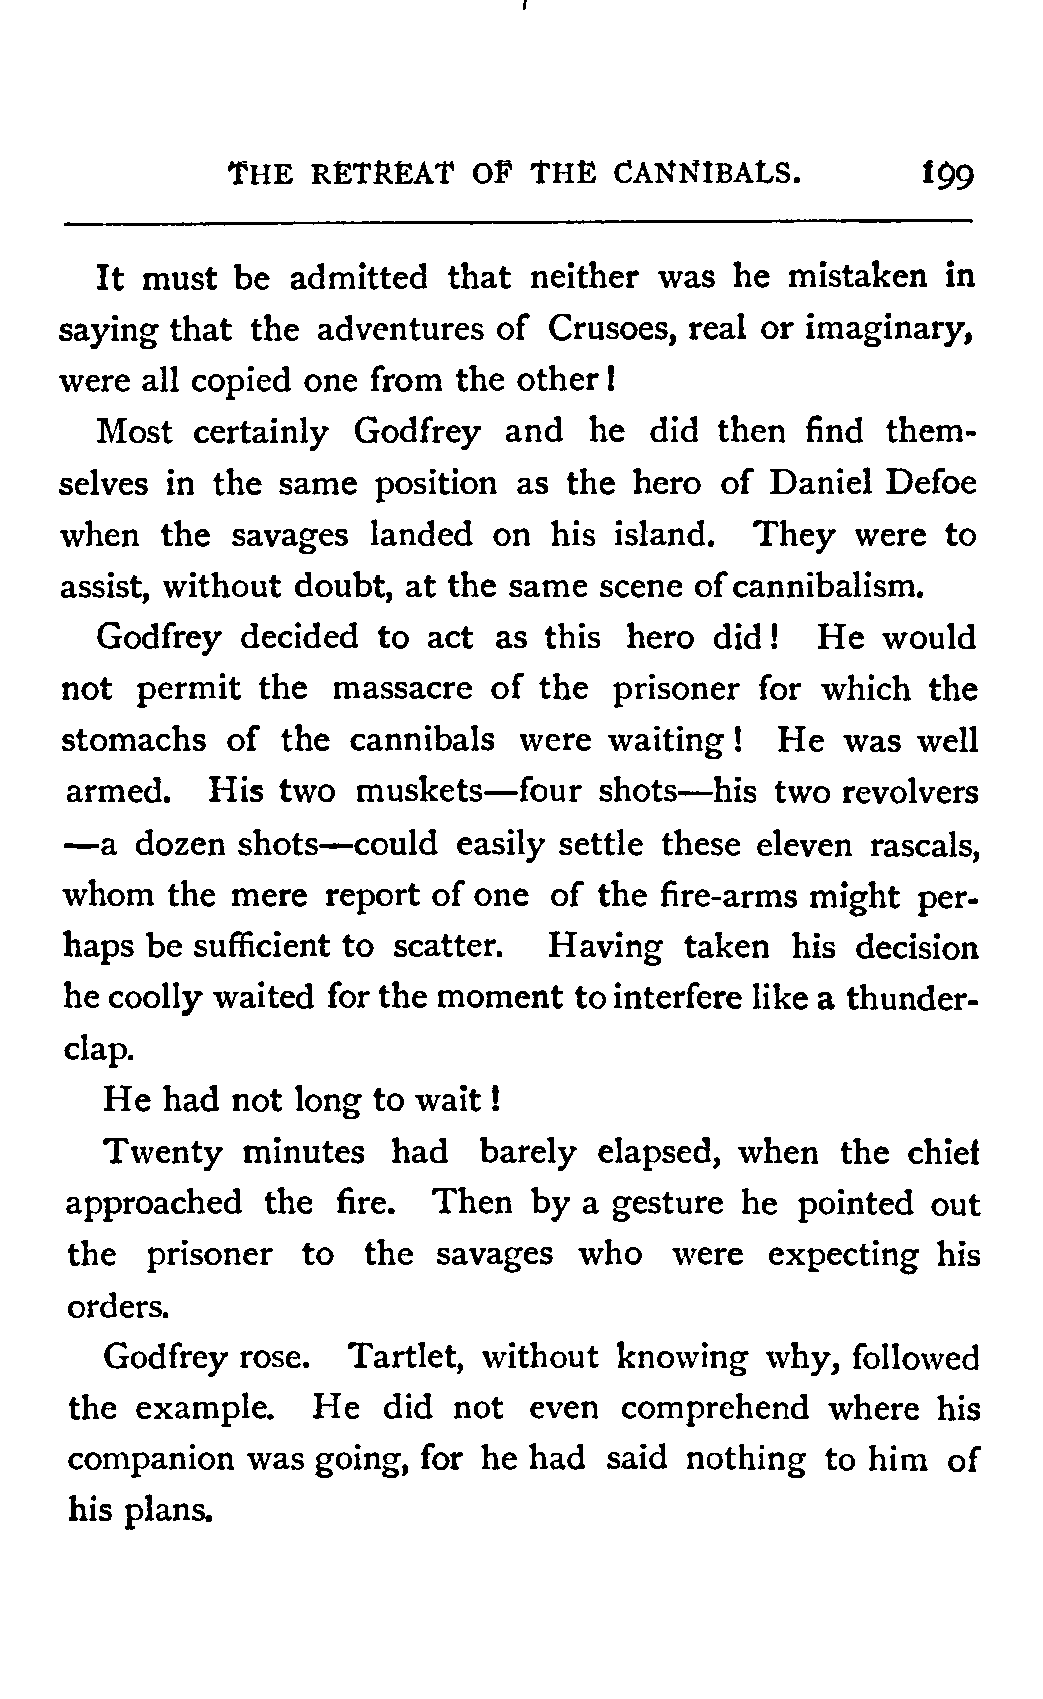 THE RETREAT OF THE CANNIBALS. 199
It must be admitted that neither was he mistaken in
saying that the adventures of Crusoes, real or imaginary,
were all copied one from the other!
Most certainly Godfrey and he did then find them-
selves in the same position as the hero of Daniel Defoe
when the savages landed on his island. They were to
assist, without doubt, at the same scene of cannibalism.
Godfrey decided to act as this hero did! He would
not permit the massacre of the prisoner for which the
stomachs of the cannibals were waiting! He was well
armed. His two muskets—four shots—his two revolvers
—a dozen shots—could easily settle these eleven rascals,
whom the mere report of one of the fire-arms might per-
haps be sufficient to scatter. Having taken his decision
he coolly waited for the moment to interfere like a thunder-
clap.
He had not long to wait!
Twenty minutes had barely elapsed, when the chief
approached the fire. Then by a gesture he pointed out
the prisoner to the savages who were expecting his
orders.
Godfrey rose. Tartlet, without knowing why, followed
the example. He did not even comprehend where his
companion was going, for he had said nothing to him of
his plans.